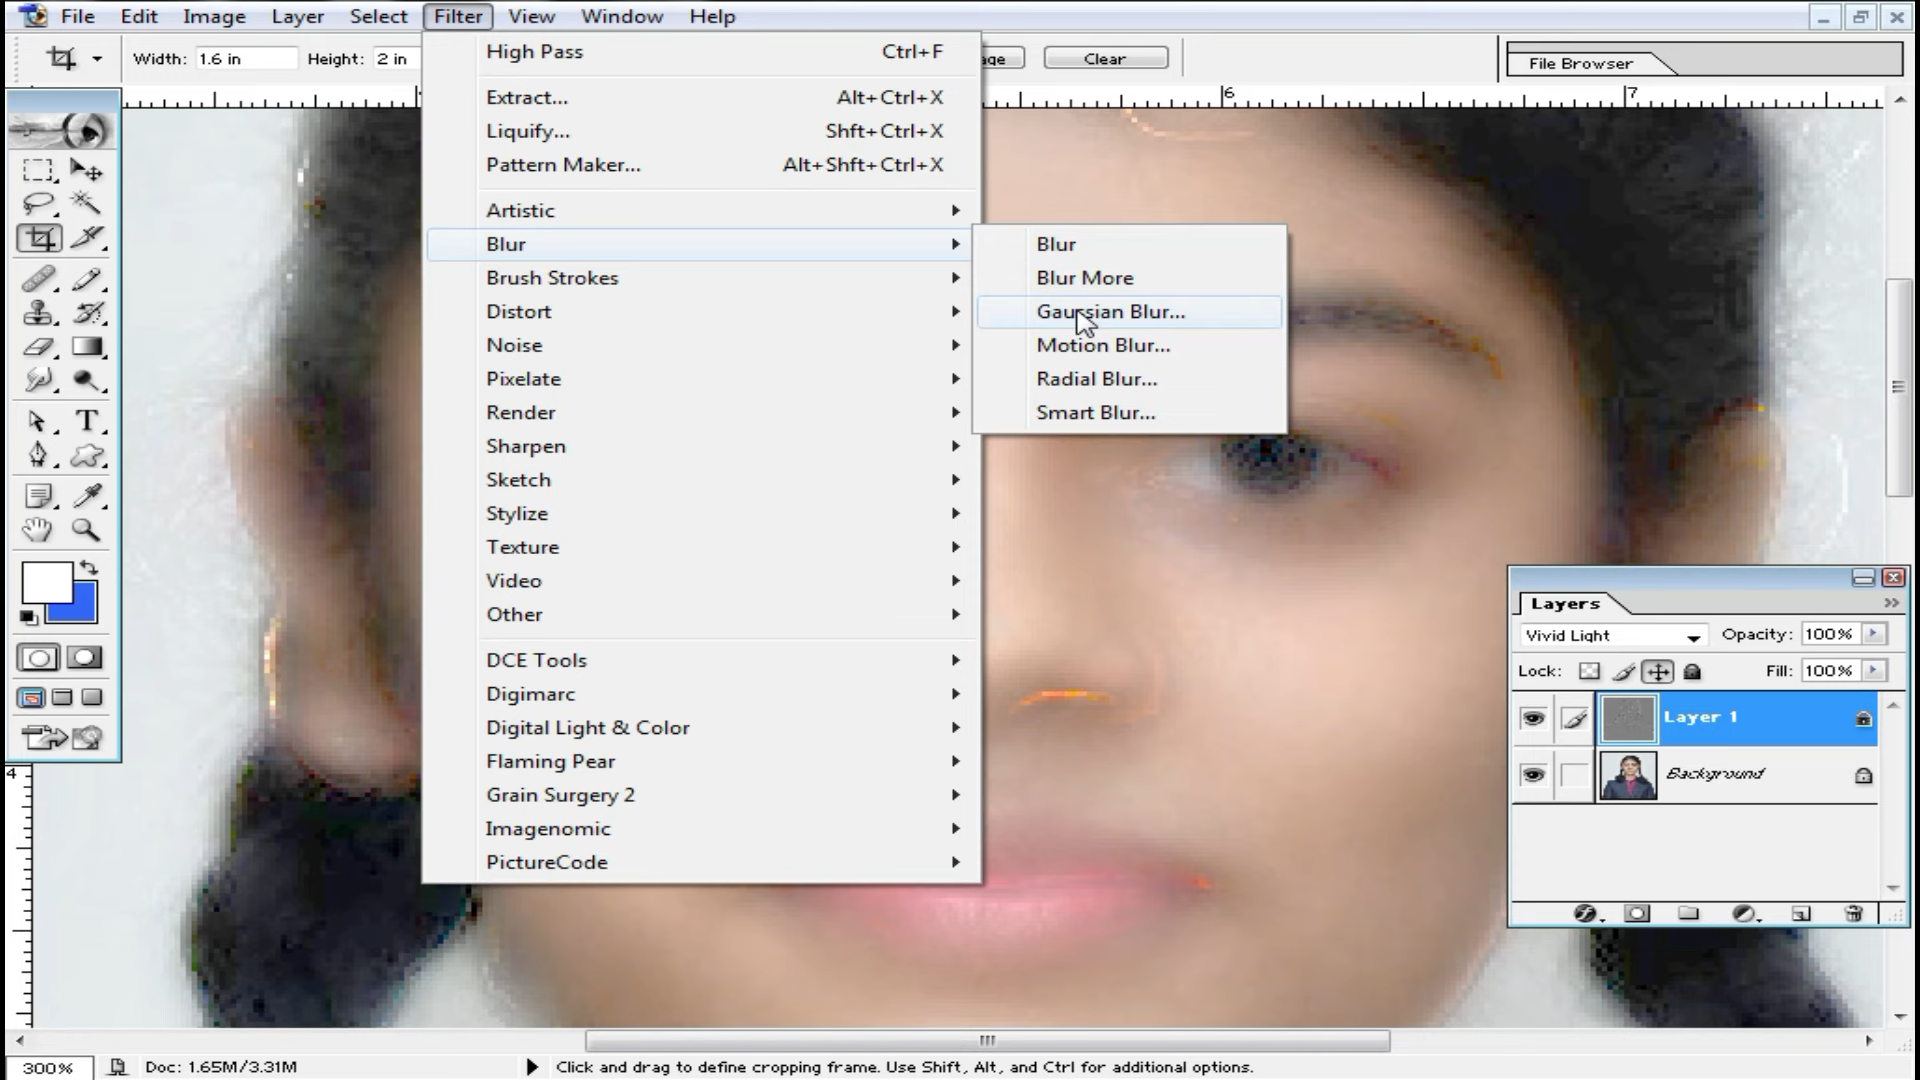 File Edit Image Layer Select Filter View Window Help
Width: 1.6 in Height: 2 in
Clear
File Browser
6 7
High Pass Ctrl+F
Extract... Alt+Ctrl+X
Liquify... Shft+Ctrl+X
Pattern Maker... Alt+Shft+Ctrl+X
Artistic
Blur
Brush Strokes
Distort
Noise
Pixelate
Render
Sharpen
Sketch
Stylize
Texture
Video
Other
DCE Tools
Digimarc
Digital Light & Color
Flaming Pear
Grain Surgery 2
Imagenomic
PictureCode
Blur
Blur More
Gaussian Blur...
Motion Blur...
Radial Blur...
Smart Blur...
T
4
Layers
Vivid Light Opacity: 100%
Lock: Fill: 100%
Layer 1
Background
300% Doc: 1.65M/3.31M Click and drag to define cropping frame. Use Shift, Alt, and Ctrl for additional options.